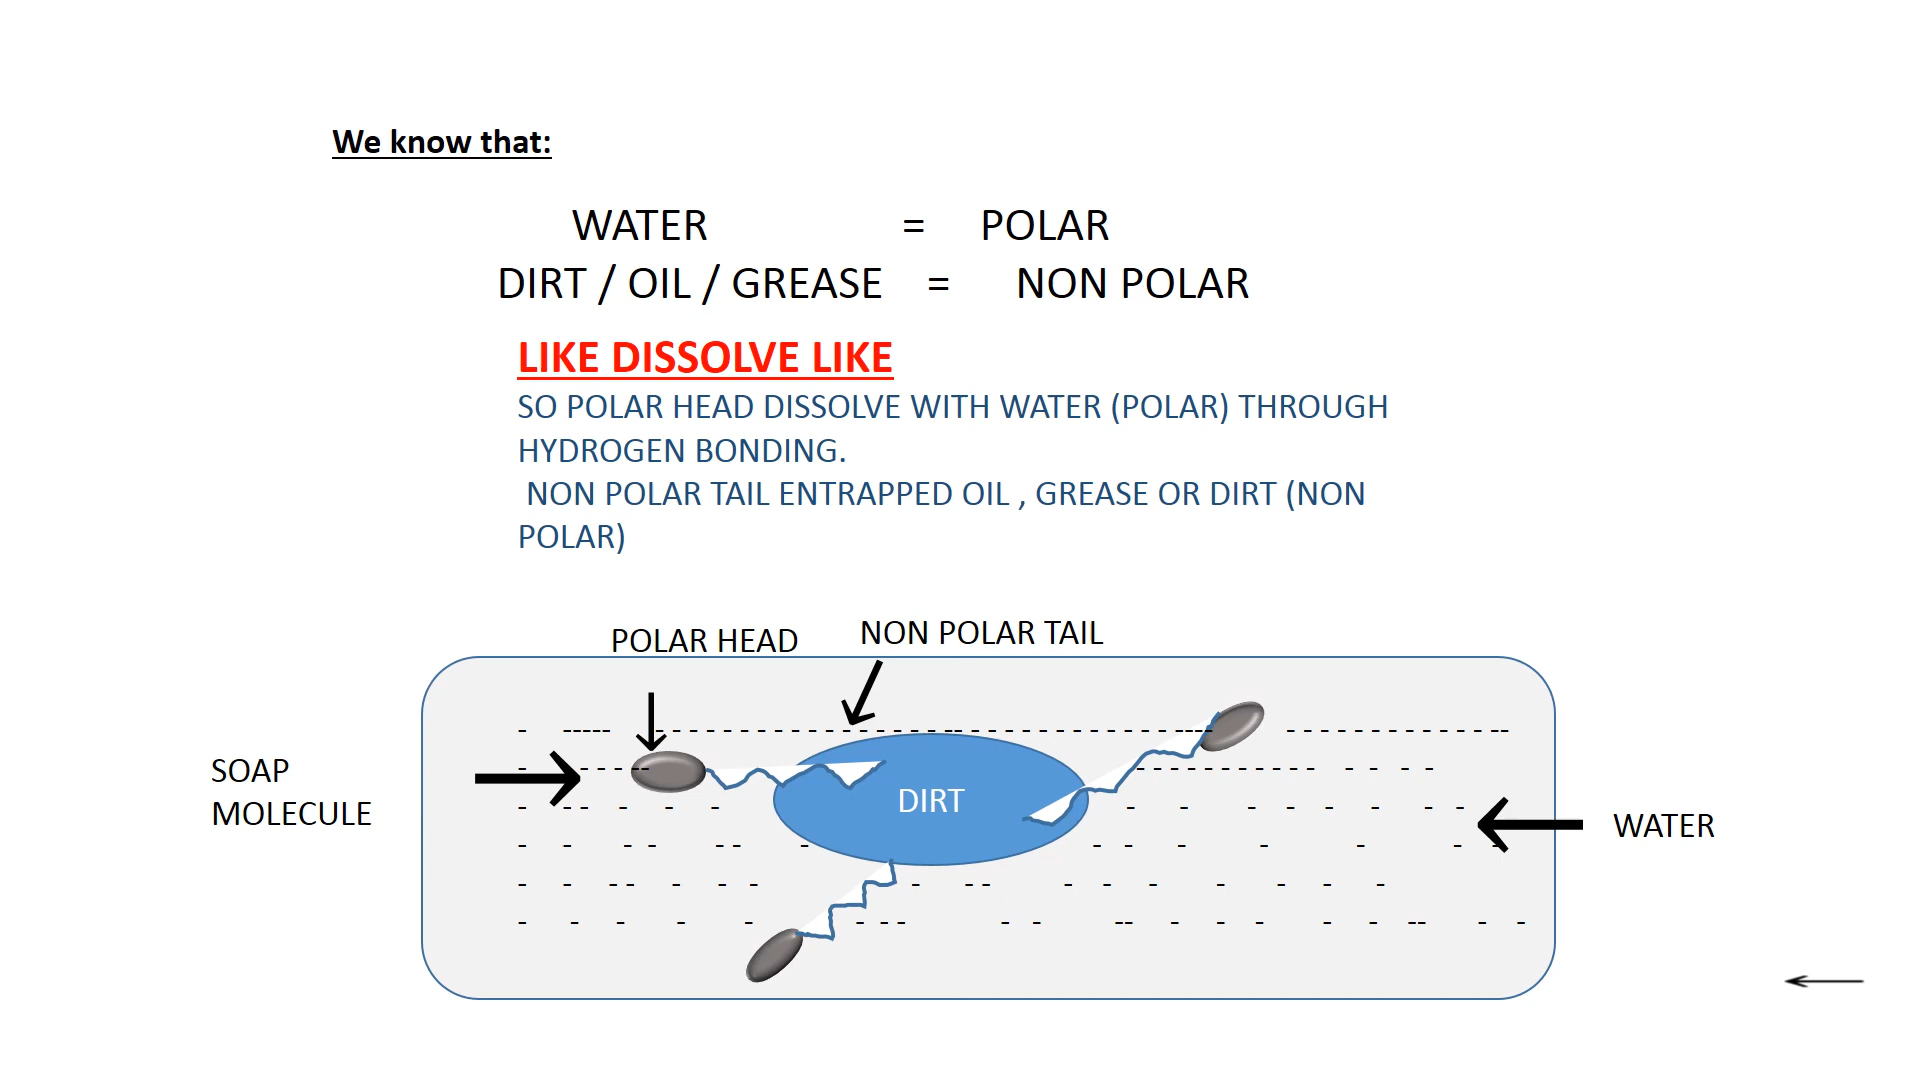 We know that:
WATER = POLAR
DIRT / OIL / GREASE = NON POLAR
LIKE DISSOLVE LIKE
SO POLAR HEAD DISSOLVE WITH WATER (POLAR) THROUGH
HYDROGEN BONDING.
NON POLAR TAIL ENTRAPPED OIL , GREASE OR DIRT (NON
POLAR)
POLAR HEAD
NON POLAR TAIL
SOAP
MOLECULE
DIRT
WATER